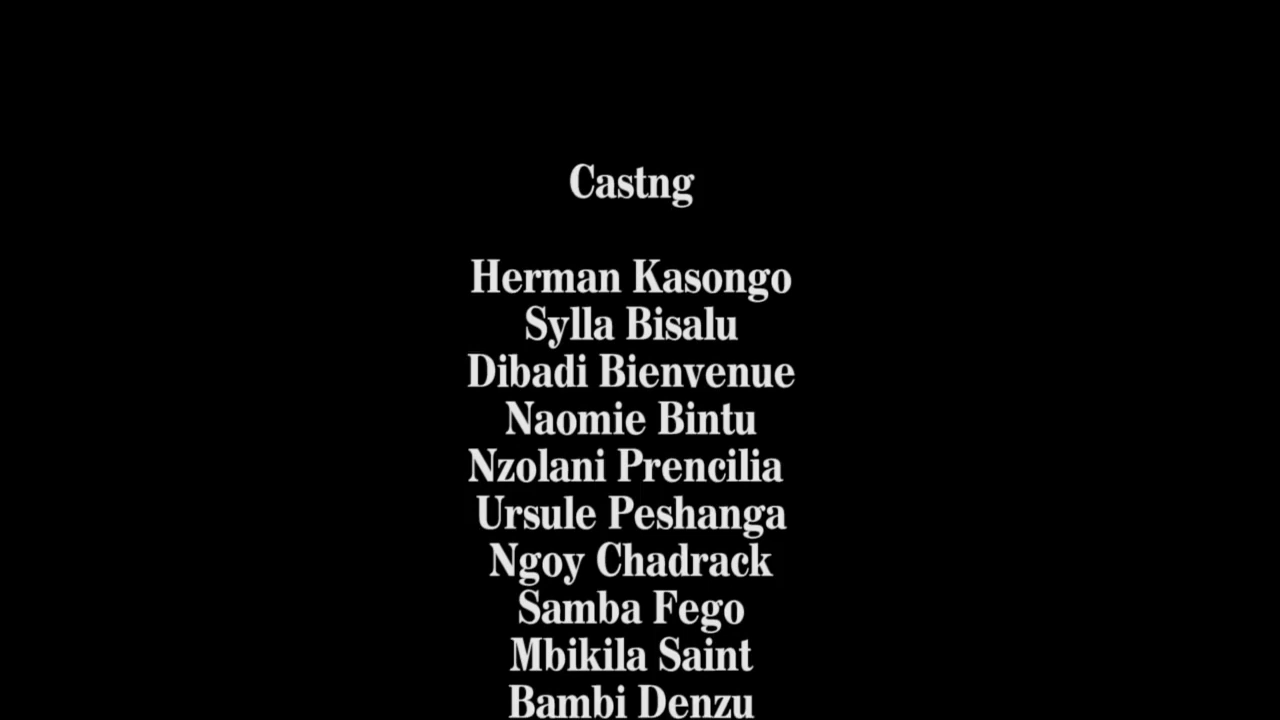 Castng
Herman Kasongo
Sylla Bisalu
Dibadi Bienvenue
Naomie Bintu
Nzolani Prencilia
Ursule Peshanga
Ngoy Chadrack
Samba Fego
Mbikila Saint
Bambi Denzu